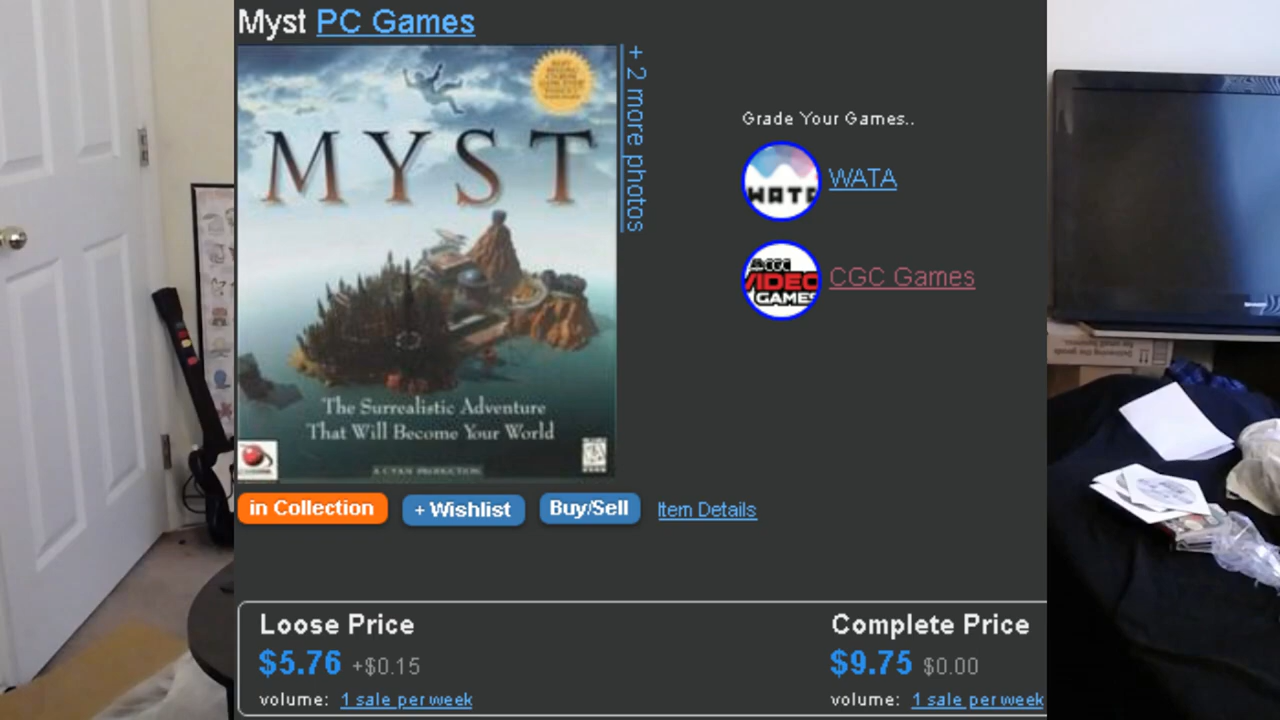 Myst PC Games
+ 2 more photos
MYST
The Surrealistic Adventure
That Will Become Your World
A CYAN PRODUCTION
Grade Your Games..
WATA
WATA
CGC
VIDEO
GAMES
CGC Games
in Collection
+ Wishlist
Buy/Sell
Item Details
Loose Price
$5.76 +$0.15
volume: 1 sale per week
Complete Price
$9.75 $0.00
volume: 1 sale per week
SHARP